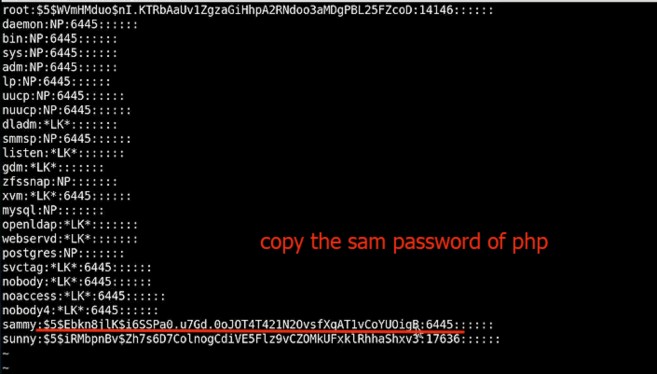 root:$5$WVmHMduo$nI.KTRbAaUv1ZgzaGiHhpA2RNdoo3aMDgPBL25FZcoD:14146::::::
daemon:NP:6445::::::
bin:NP:6445::::::
sys:NP:6445::::::
adm:NP:6445::::::
lp:NP:6445::::::
uucp:NP:6445::::::
nuucp:NP:6445::::::
dladm:*LK*:::::::
smmsp:NP:6445::::::
listen:*LK*:::::::
gdm:*LK*:::::::
zfssnap:NP:::::::
xvm:*LK*:6445::::::
mysql:NP:::::::
openldap:*LK*:::::::
webservd:*LK*:::::::
postgres:NP:::::::
svctag:*LK*:6445::::::
nobody:*LK*:6445::::::
noaccess:*LK*:6445::::::
nobody4:*LK*:6445::::::
sammy:$5$Ebkn8jlK$i6SSPa0.u7Gd.0oJOT4T421N2OvsfXqAT1vCoYUOigB:6445::::::
sunny:$5$iRMbpnBv$Zh7s6D7ColnogCdiVE5Flz9vCZOMkUFxklRhhaShxv3:17636::::::
~
~
copy the sam password of php